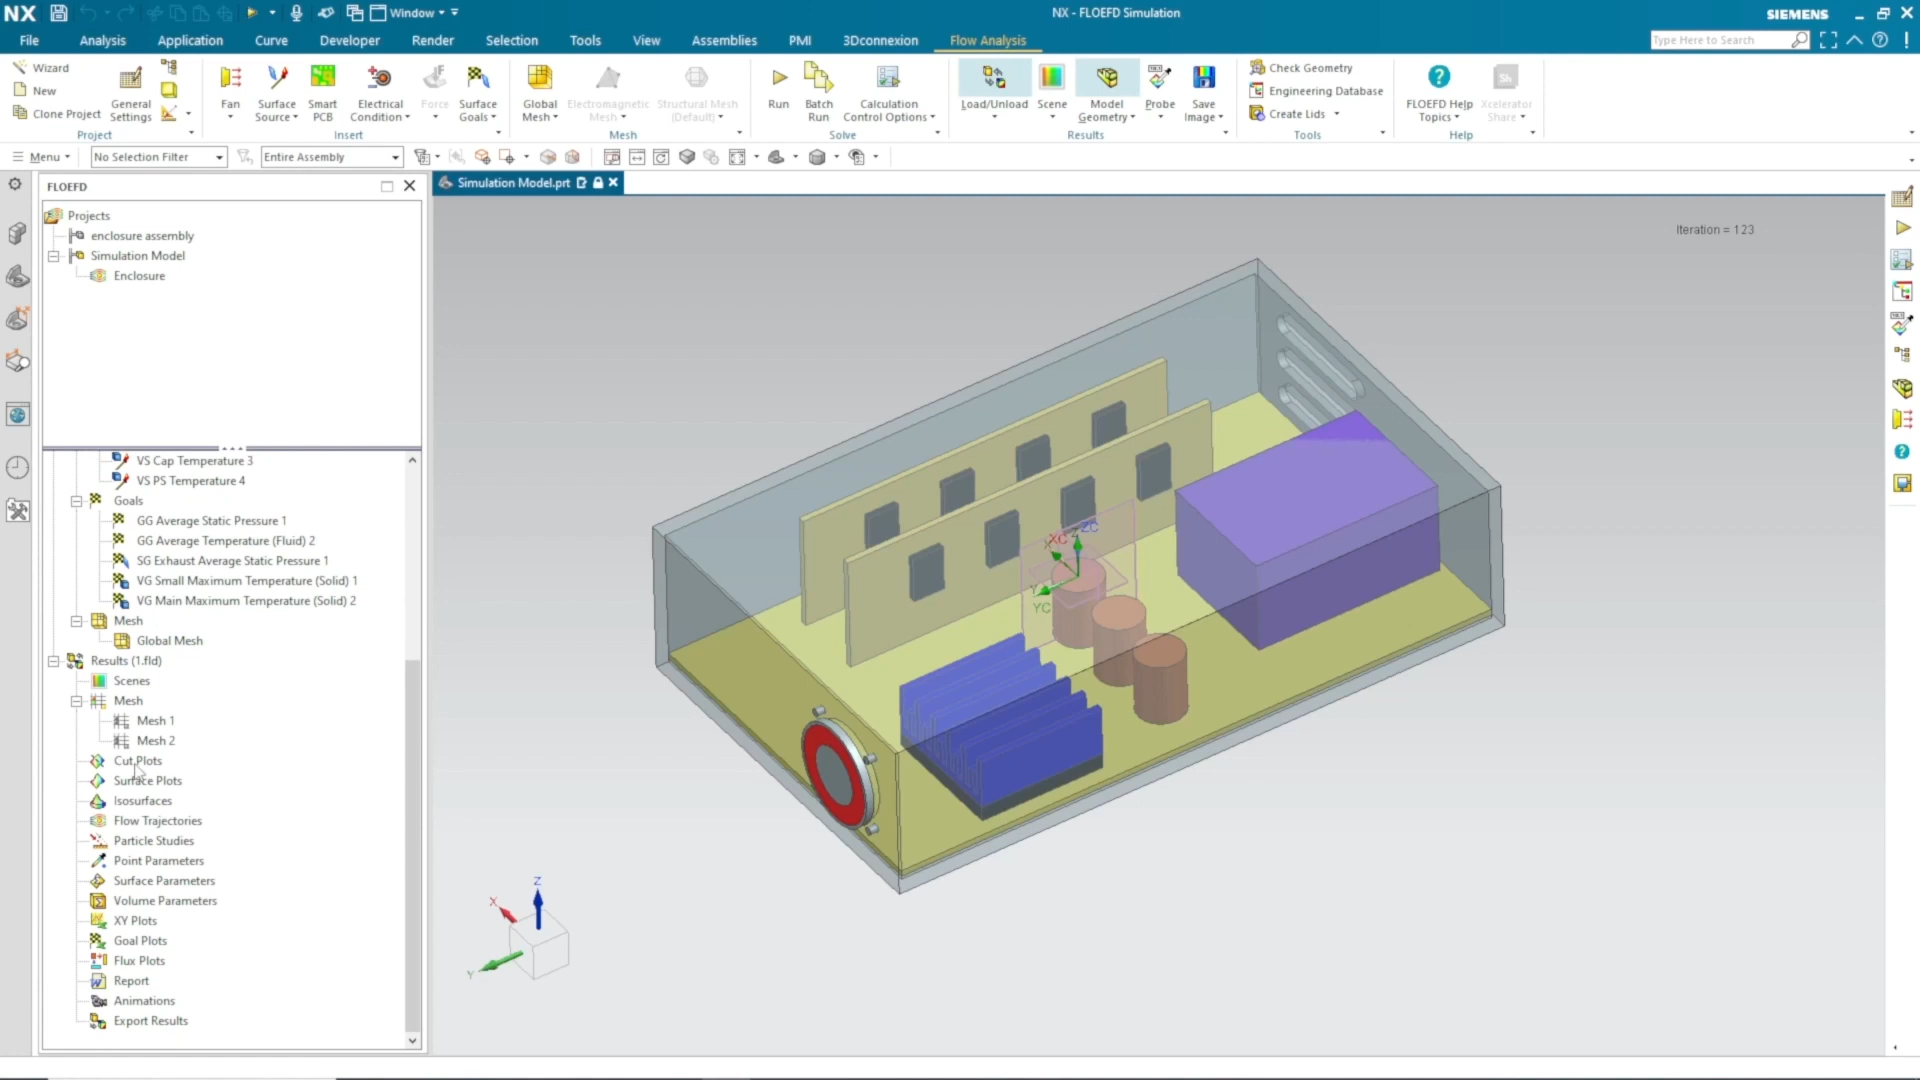 NX
Window
NX - FLOEFD Simulation
SIEMENS
File
Analysis
Application
Curve
Developer
Render
Selection
Tools
View
Assemblies
PMI
3Dconnexion
Flow Analysis
Type Here to Search
Wizard
New
Clone Project
General Settings
Project
Fan
Surface Source
Smart PCB
Electrical Condition
Force
Surface Goals
Insert
Global Mesh
Electromagnetic Mesh
Structural Mesh (Default)
Mesh
Run
Batch Run
Calculation Control Options
Solve
Load/Unload
Scene
Model Geometry
Probe
Save Image
Results
Check Geometry
Engineering Database
Create Lids
Tools
FLOEFD Help Topics
Sh
Xcelerator Share
Help
Menu
No Selection Filter
Entire Assembly
FLOEFD
Simulation Model.prt
Projects
enclosure assembly
Simulation Model
Enclosure
VS Cap Temperature 3
VS PS Temperature 4
Goals
GG Average Static Pressure 1
GG Average Temperature (Fluid) 2
SG Exhaust Average Static Pressure 1
VG Small Maximum Temperature (Solid) 1
VG Main Maximum Temperature (Solid) 2
Mesh
Global Mesh
Results (1.fld)
Scenes
Mesh
Mesh 1
Mesh 2
Cut Plots
Surface Plots
Isosurfaces
Flow Trajectories
Particle Studies
Point Parameters
Surface Parameters
Volume Parameters
XY Plots
Goal Plots
Flux Plots
Report
Animations
Export Results
Iteration = 123
XC
ZC
YC
Z
X
Y